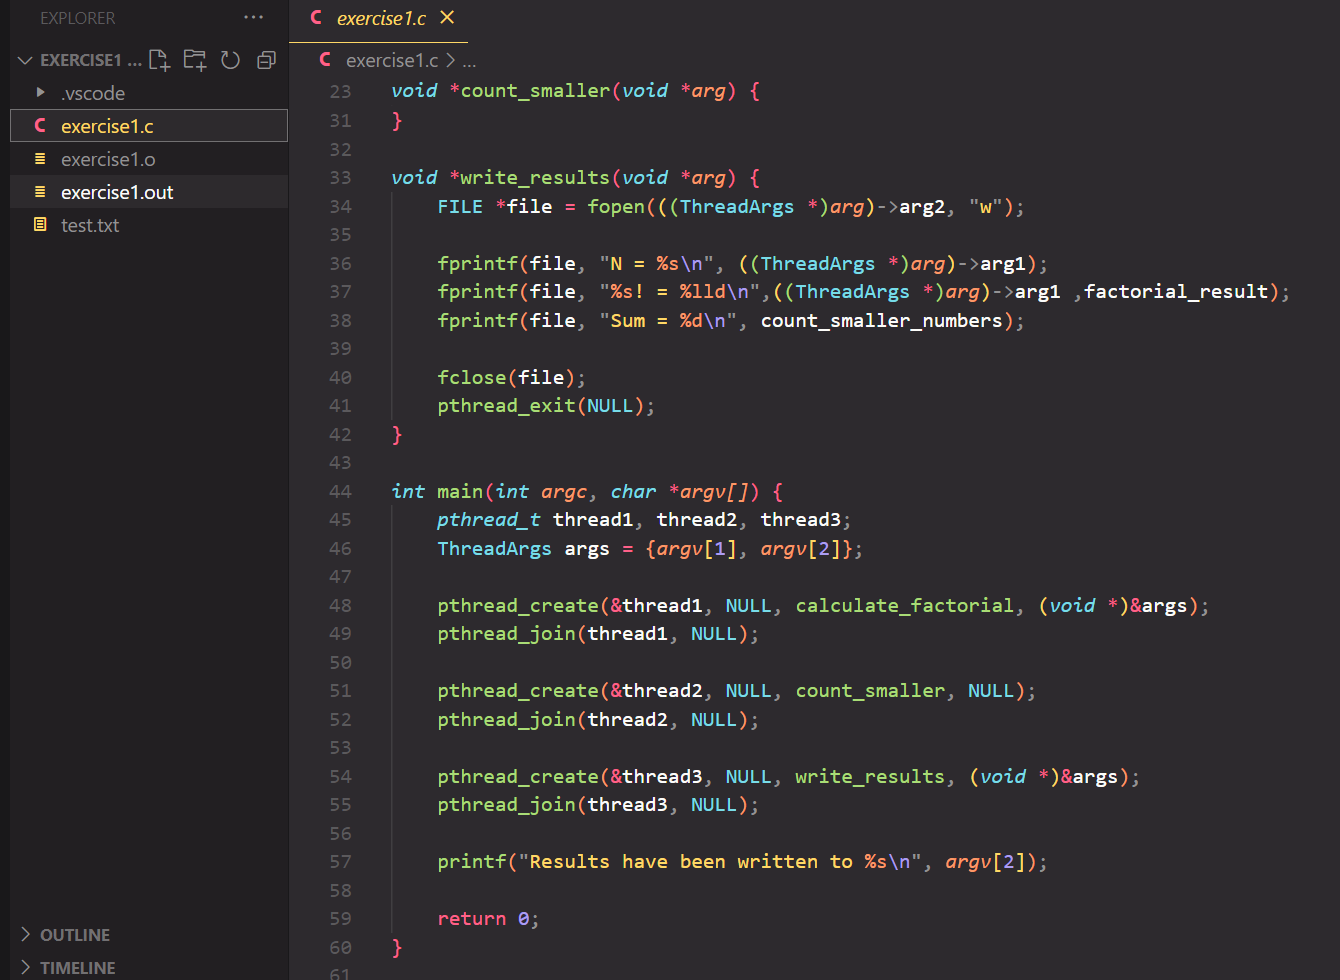 EXPLORER ...
EXERCISE1 ...
.vscode
C exercise1.c
exercise1.o
exercise1.out
test.txt
OUTLINE
TIMELINE
C exercise1.c
C exercise1.c > ...
23 void *count_smaller(void *arg) {
31 }
32
33 void *write_results(void *arg) {
34 FILE *file = fopen(((ThreadArgs *)arg)->arg2, "w");
35
36 fprintf(file, "N = %s\n", ((ThreadArgs *)arg)->arg1);
37 fprintf(file, "%s! = %lld\n",((ThreadArgs *)arg)->arg1 ,factorial_result);
38 fprintf(file, "Sum = %d\n", count_smaller_numbers);
39
40 fclose(file);
41 pthread_exit(NULL);
42 }
43
44 int main(int argc, char *argv[]) {
45 pthread_t thread1, thread2, thread3;
46 ThreadArgs args = {argv[1], argv[2]};
47
48 pthread_create(&thread1, NULL, calculate_factorial, (void *)&args);
49 pthread_join(thread1, NULL);
50
51 pthread_create(&thread2, NULL, count_smaller, NULL);
52 pthread_join(thread2, NULL);
53
54 pthread_create(&thread3, NULL, write_results, (void *)&args);
55 pthread_join(thread3, NULL);
56
57 printf("Results have been written to %s\n", argv[2]);
58
59 return 0;
60 }
61